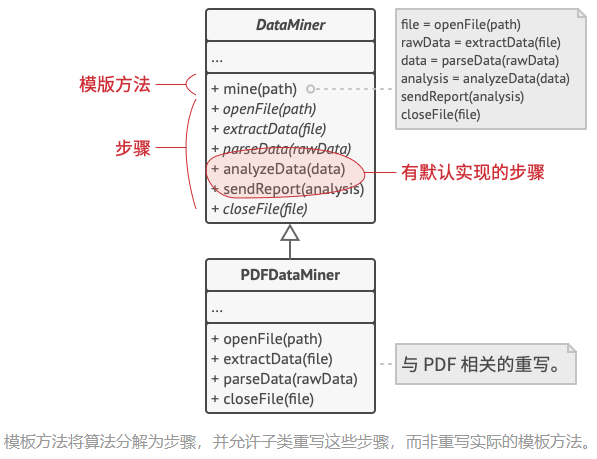 DataMiner
...
模版方法
+ mine(path)
步骤
+ openFile(path)
+ extractData(file)
+ parseData(rawData)
+ analyzeData(data)
+ sendReport(analysis)
+ closeFile(file)
file = openFile(path)
rawData = extractData(file)
data = parseData(rawData)
analysis = analyzeData(data)
sendReport(analysis)
closeFile(file)
有默认实现的步骤
PDFDataMiner
...
+ openFile(path)
+ extractData(file)
+ parseData(rawData)
+ closeFile(file)
与 PDF 相关的重写。
模板方法将算法分解为步骤，并允许子类重写这些步骤，而非重写实际的模板方法。